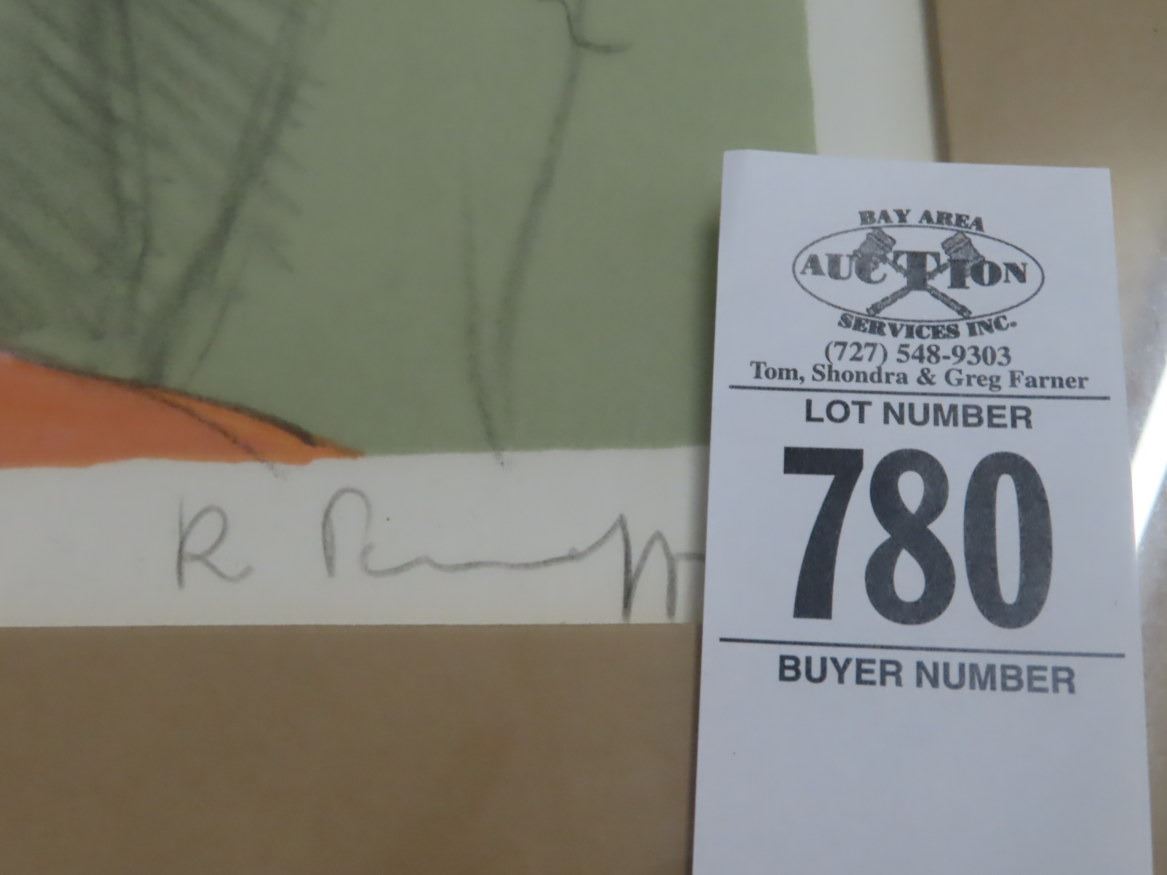 BAY AREA
AUCTION
SERVICES INC.
(727) 548-9303
Tom, Shondra & Greg Farner
LOT NUMBER
780
BUYER NUMBER
R